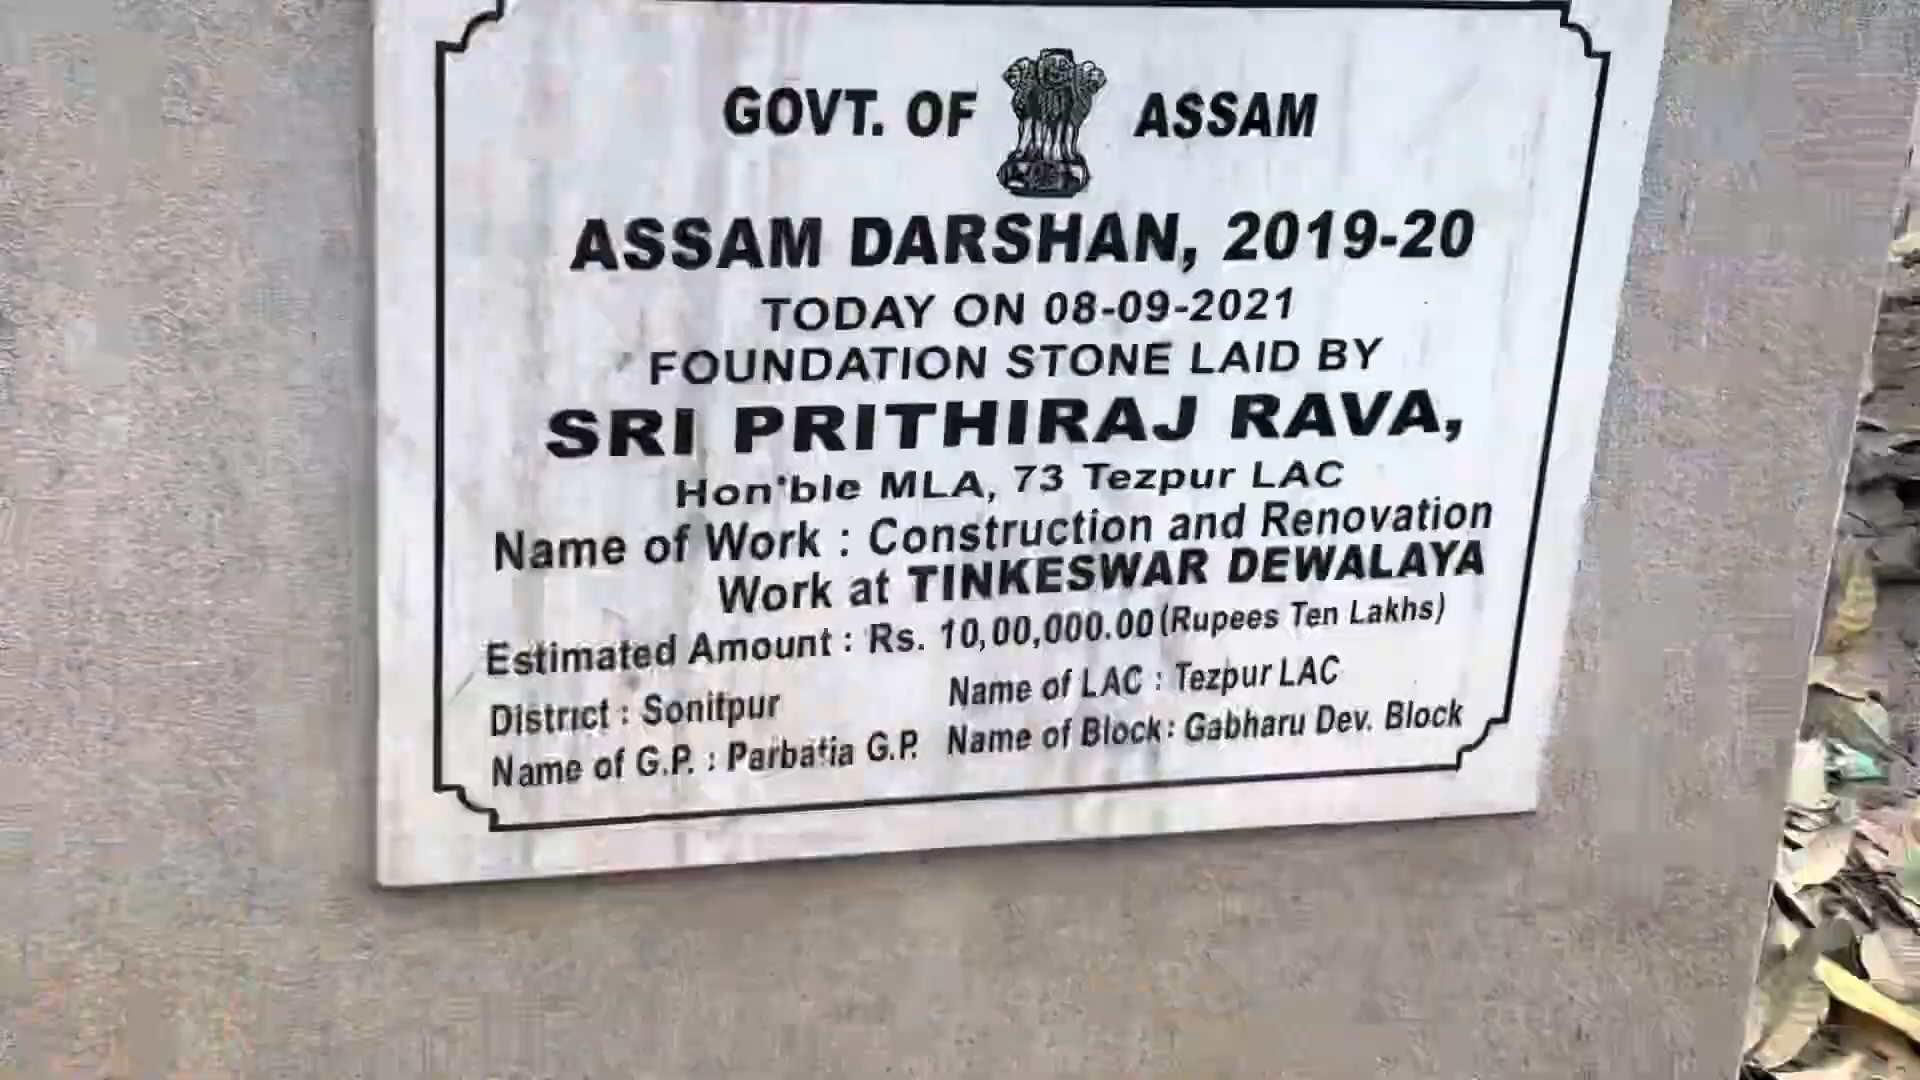 GOVT. OF ASSAM
ASSAM DARSHAN, 2019-20
TODAY ON 08-09-2021
FOUNDATION STONE LAID BY
SRI PRITHIRAJ RAVA,
Hon'ble MLA, 73 Tezpur LAC
Name of Work : Construction and Renovation
Work at TINKESWAR DEWALAYA
Estimated Amount : Rs. 10,00,000.00 (Rupees Ten Lakhs)
District : Sonitpur Name of LAC : Tezpur LAC
Name of G.P. : Parbatia G.P. Name of Block : Gabharu Dev. Block